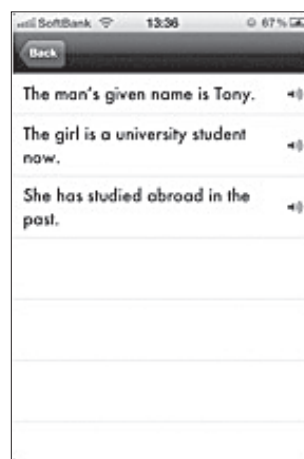 SoftBank 13:36 67%
Back
The man's given name is Tony.
The girl is a university student
now.
She has studied abroad in the
past.